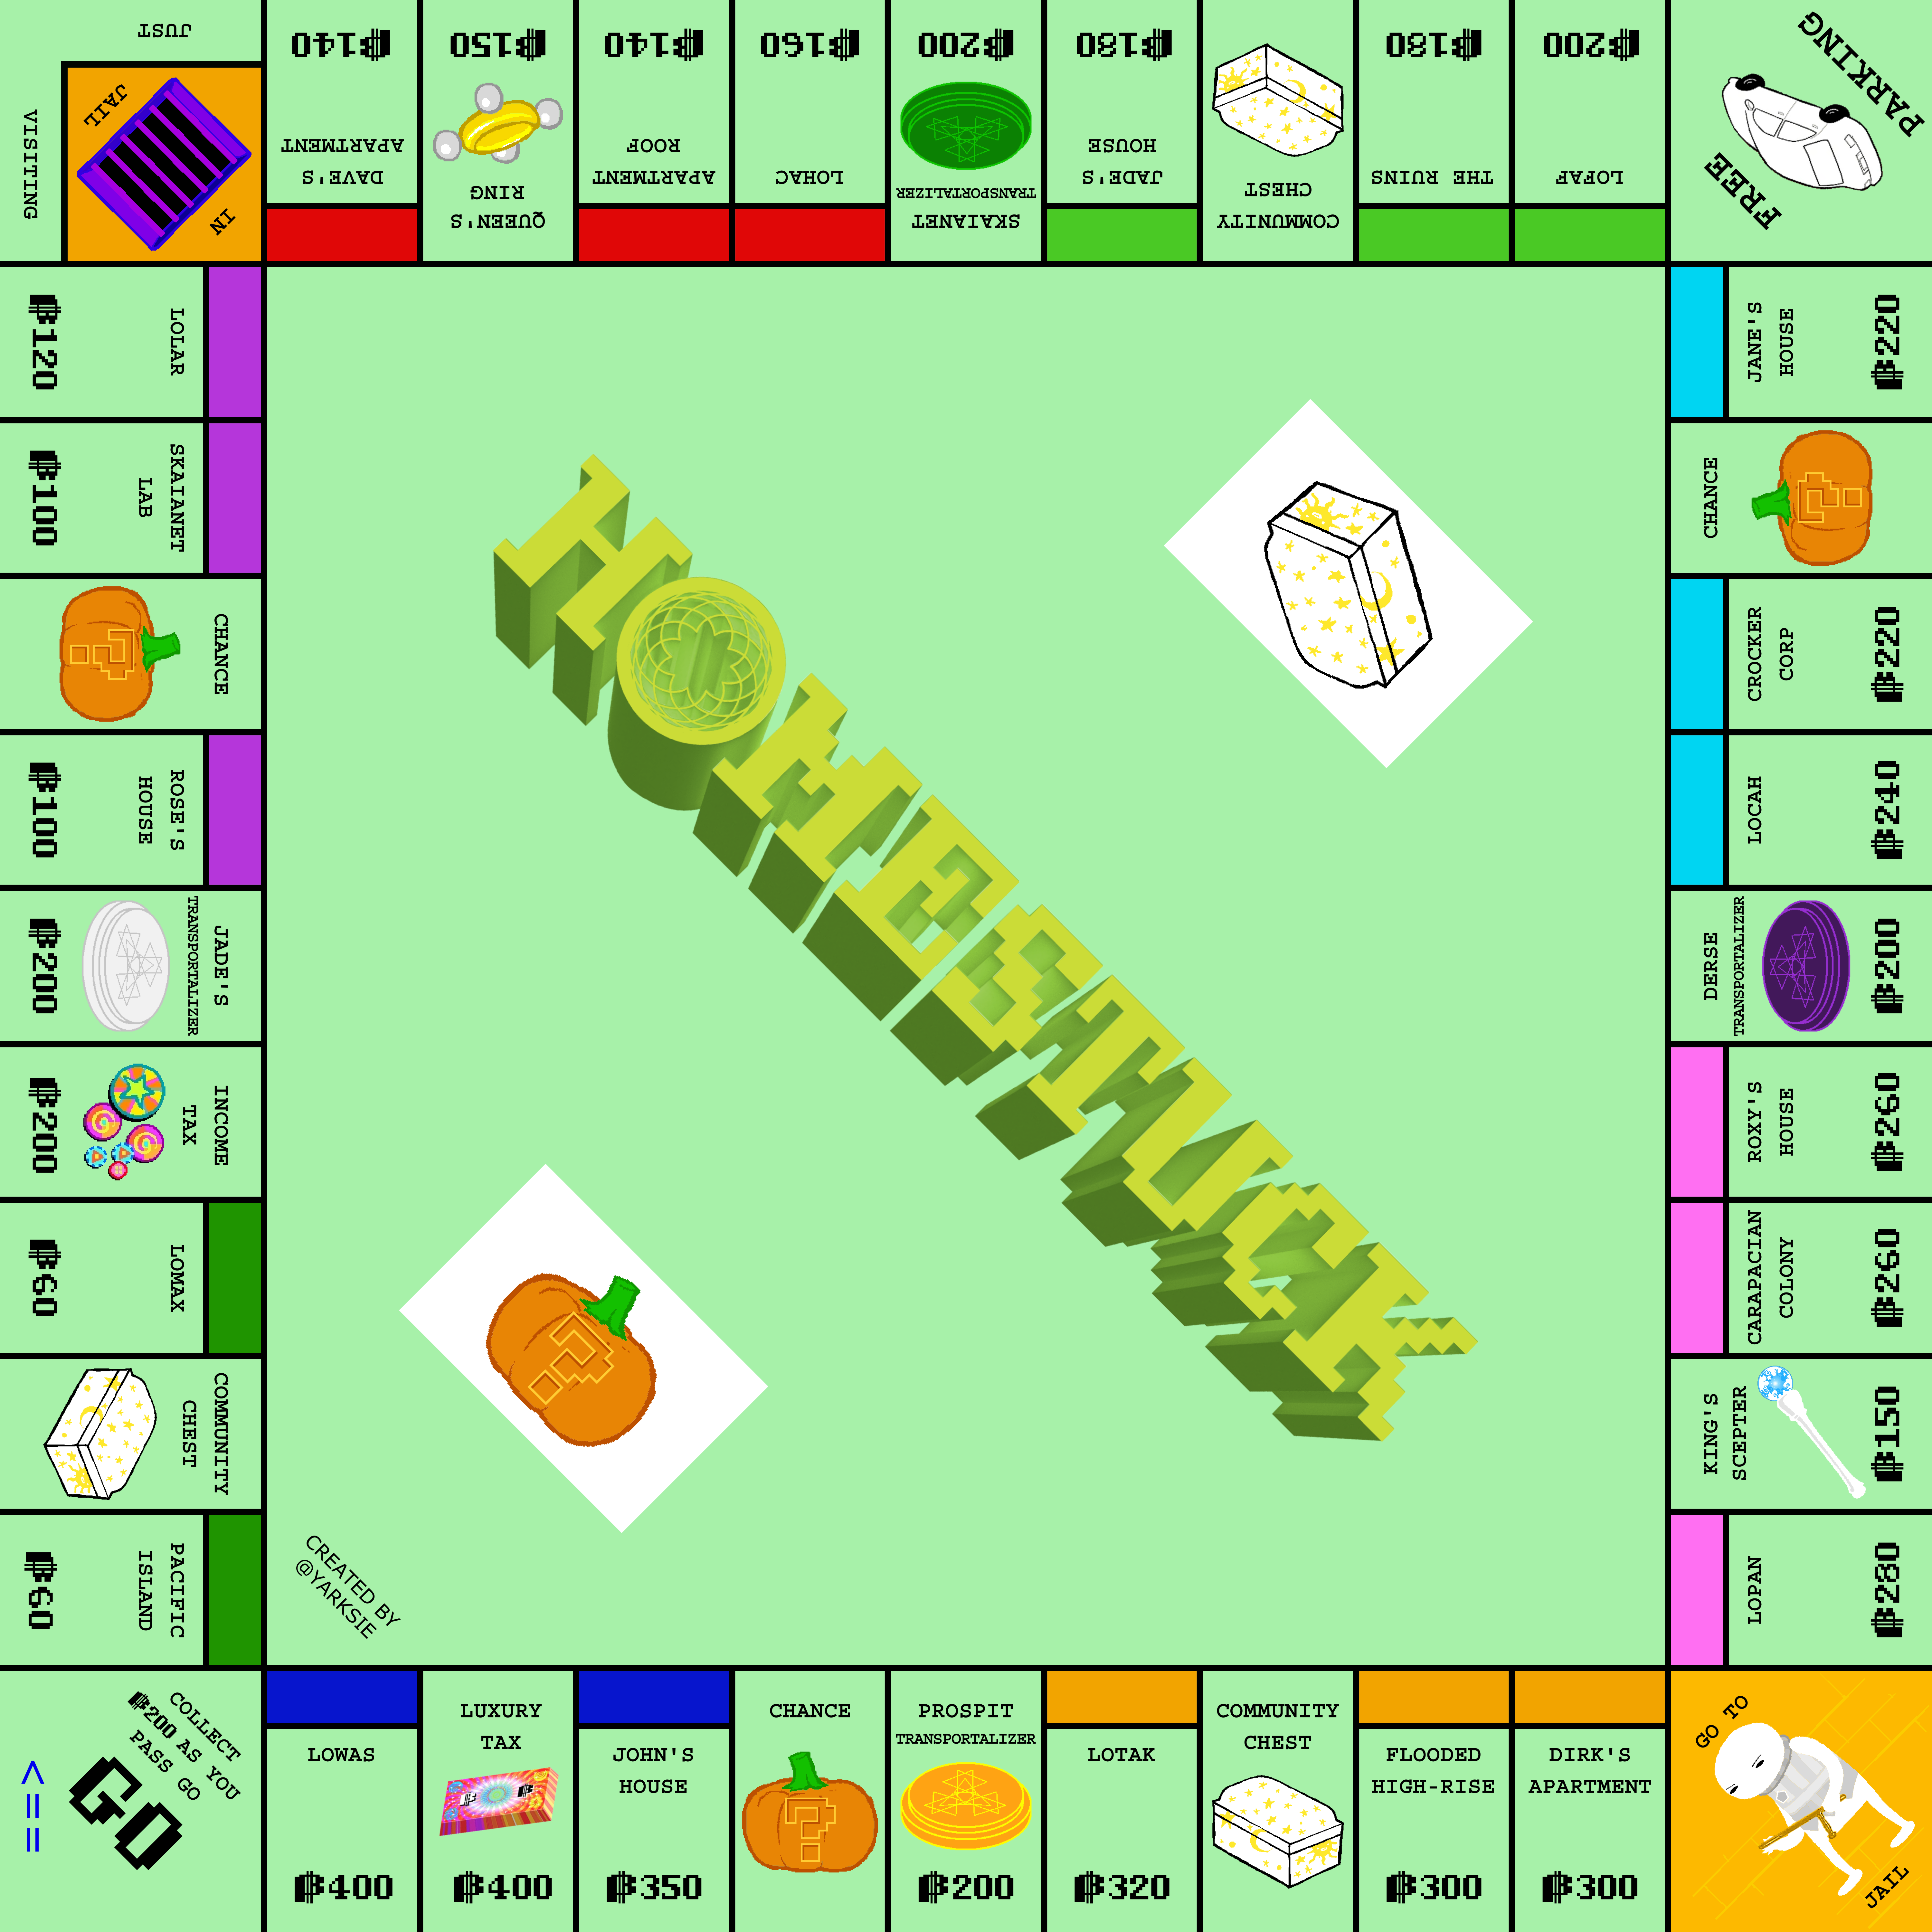 COLLECT
฿200 AS YOU
PASS GO
GO
<==
PACIFIC
ISLAND
฿60
COMMUNITY
CHEST
LOMAX
฿60
INCOME
TAX
฿200
JADE'S
TRANSPORTALIZER
฿200
ROSE'S
HOUSE
฿100
CHANCE
?
SKAIANET
LAB
฿100
LOLAR
฿120
IN
JAIL
JUST
VISITING
DAVE'S
APARTMENT
฿140
QUEEN'S
RING
฿150
APARTMENT
ROOF
฿140
LOHAC
฿160
SKAIANET
TRANSPORTALIZER
฿200
JADE'S
HOUSE
฿180
COMMUNITY
CHEST
THE RUINS
฿180
LOFAF
฿200
FREE
PARKING
JANE'S
HOUSE
฿220
CHANCE
?
CROCKER
CORP
฿220
LOCAH
฿240
DERSE
TRANSPORTALIZER
฿200
ROXY'S
HOUSE
฿260
CARAPACIAN
COLONY
฿260
KING'S
SCEPTER
฿150
LOPAN
฿280
GO TO
JAIL
DIRK'S
APARTMENT
฿300
FLOODED
HIGH-RISE
฿300
COMMUNITY
CHEST
LOTAK
฿320
PROSPIT
TRANSPORTALIZER
฿200
CHANCE
?
JOHN'S
HOUSE
฿350
LUXURY
TAX
฿400
LOWAS
฿400
HOMESTUCK
?
CREATED BY
@YARKSIE